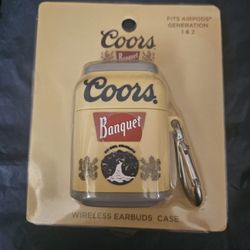 Coors
Banquet
FITS AIRPODS®
GENERATION
1 & 2
Coors
Banquet
WIRELESS EARBUDS CASE